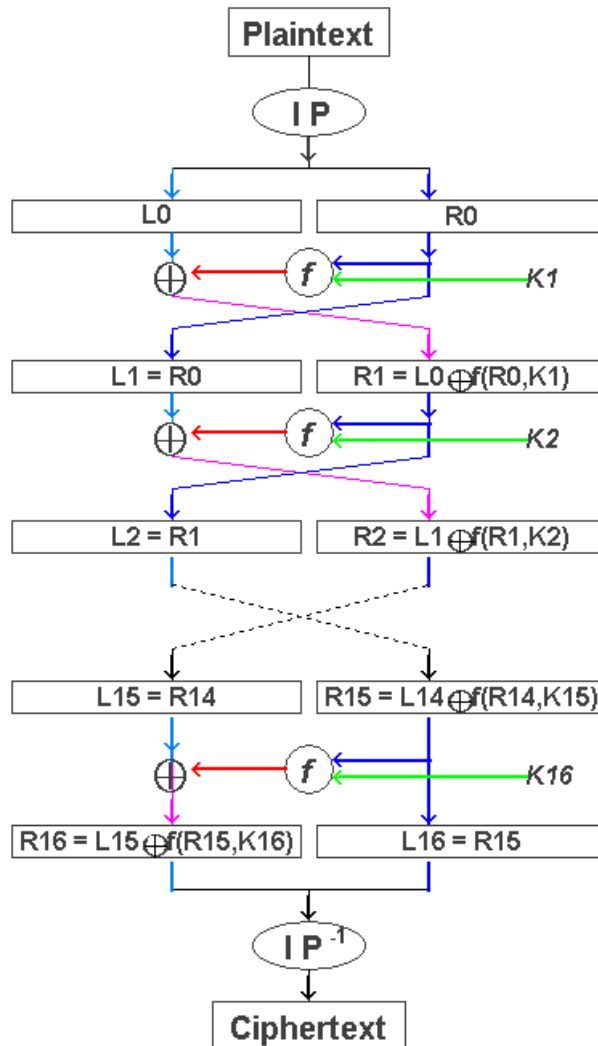 Plaintext
I P
L0 R0
f K1
L1 = R0 R1 = L0 ⊕ f(R0,K1)
f K2
L2 = R1 R2 = L1 ⊕ f(R1,K2)
L15 = R14 R15 = L14 ⊕ f(R14,K15)
f K16
R16 = L15 ⊕ f(R15,K16) L16 = R15
I P -1
Ciphertext